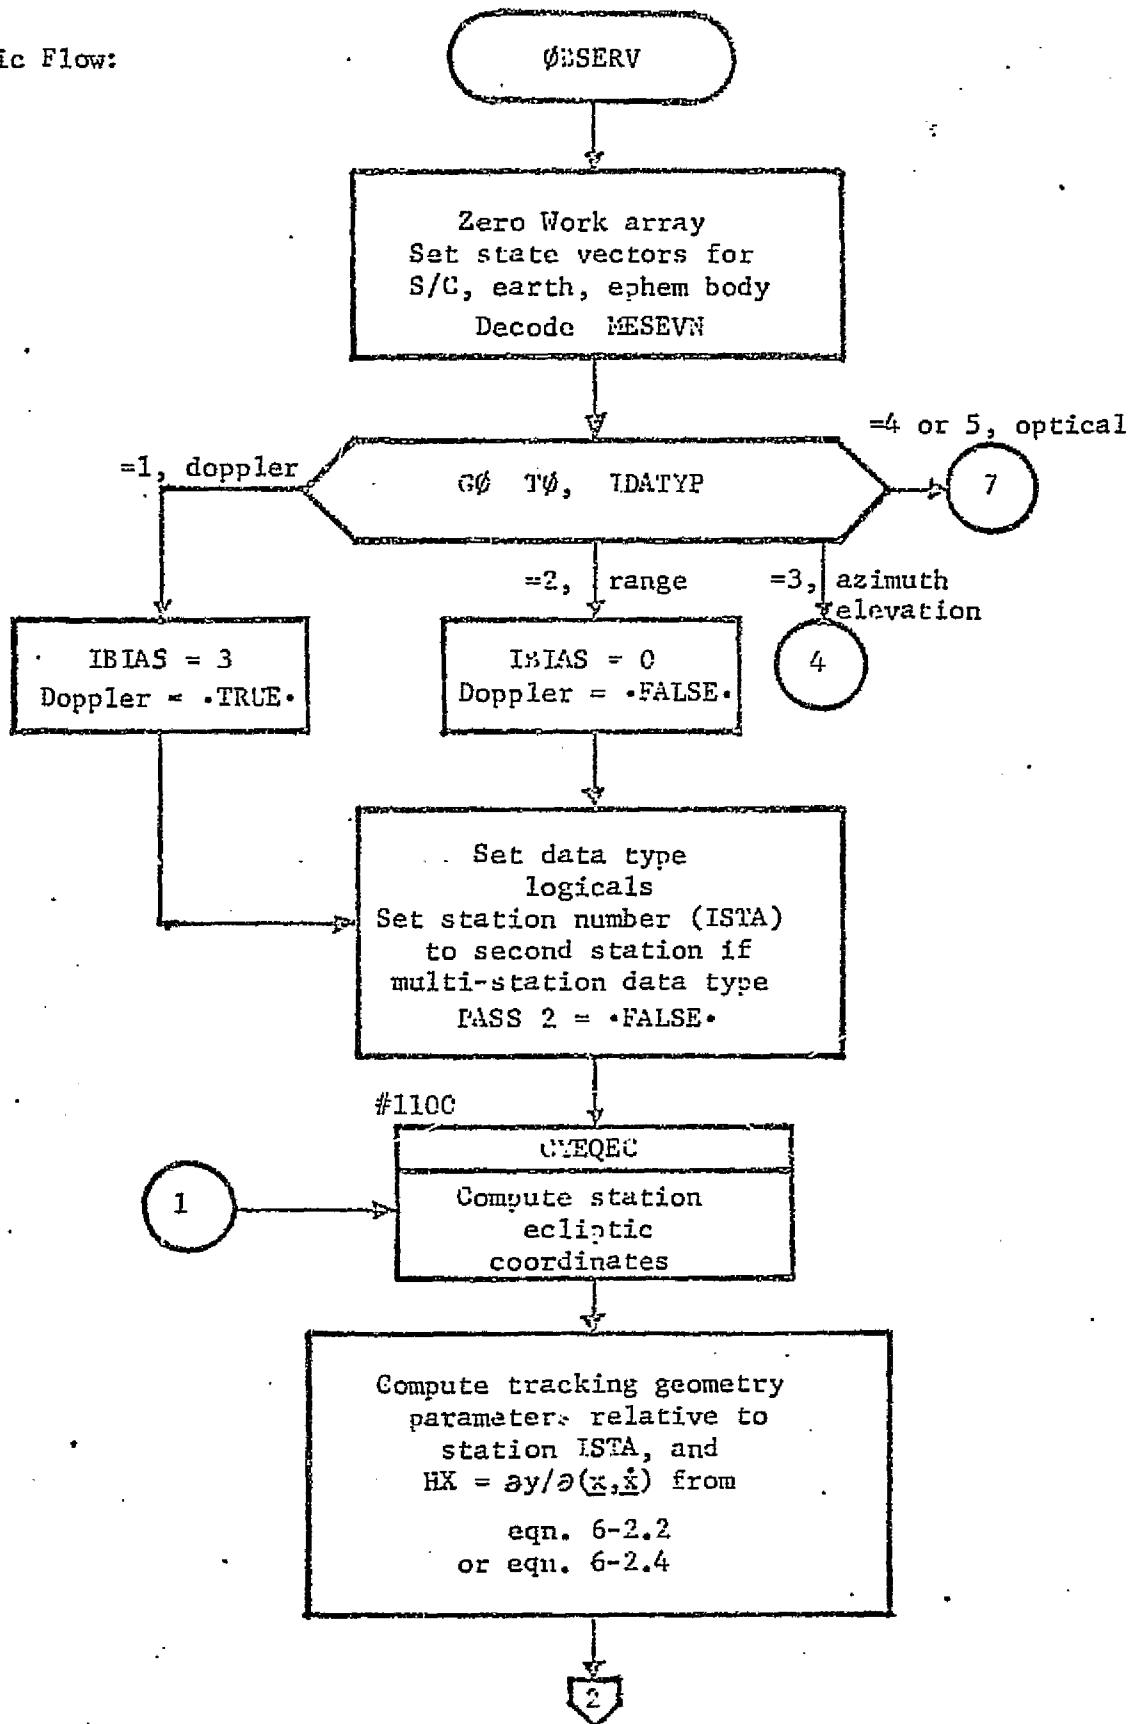 ic Flow:
ØBSERV
Zero Work array
Set state vectors for
S/C, earth, ephem body
Decode MESEVN
=4 or 5, optical
=1, doppler
GØ TØ, IDATYP
7
=2, range
=3, azimuth
elevation
IBIAS = 3
Doppler = .TRUE.
IBIAS = 0
Doppler = .FALSE.
4
Set data type
logicals
Set station number (ISTA)
to second station if
multi-station data type
PASS 2 = .FALSE.
#1100
1
Compute station
ecliptic
coordinates
Compute tracking geometry
parameters relative to
station ISTA, and
HX = ∂y/∂(x,ẋ) from
eqn. 6-2.2
or eqn. 6-2.4
2